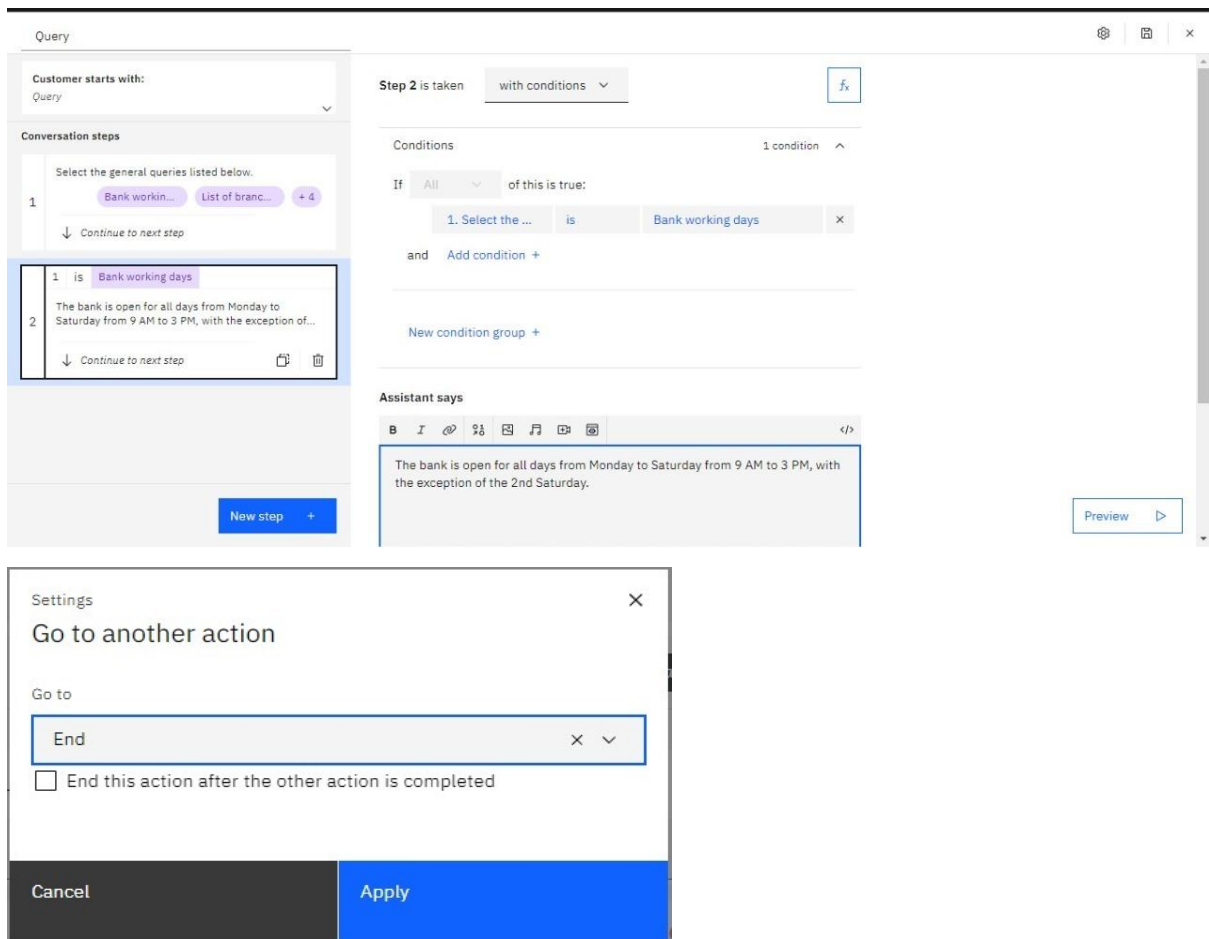 Query
Customer starts with:
Query
Conversation steps
1
Select the general queries listed below.
Bank workin... List of branc... + 4
Continue to next step
2
1 is Bank working days
The bank is open for all days from Monday to
Saturday from 9 AM to 3 PM, with the exception of...
Continue to next step
New step +
Step 2 is taken with conditions
fx
Conditions 1 condition
If All of this is true:
1. Select the ... is Bank working days
and Add condition +
New condition group +
Assistant says
B I </>
The bank is open for all days from Monday to Saturday from 9 AM to 3 PM, with
the exception of the 2nd Saturday.
Preview
Settings
Go to another action
Go to
End
End this action after the other action is completed
Cancel Apply